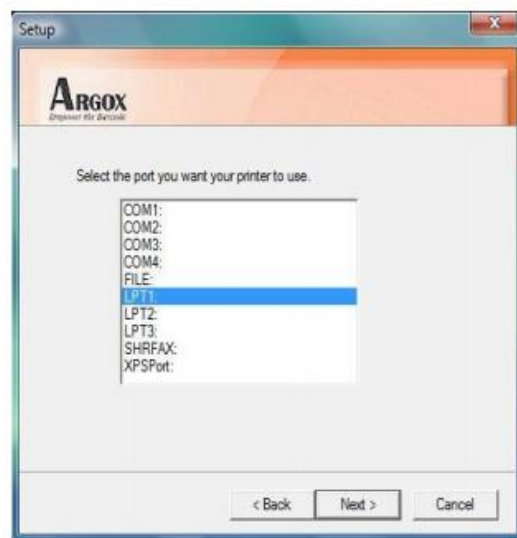 Setup
ARGOX
Empower the Barcode
Select the port you want your printer to use.
COM1:
COM2:
COM3:
COM4:
FILE:
LPT1:
LPT2:
LPT3:
SHRFAX:
XPSPort:
< Back Next > Cancel